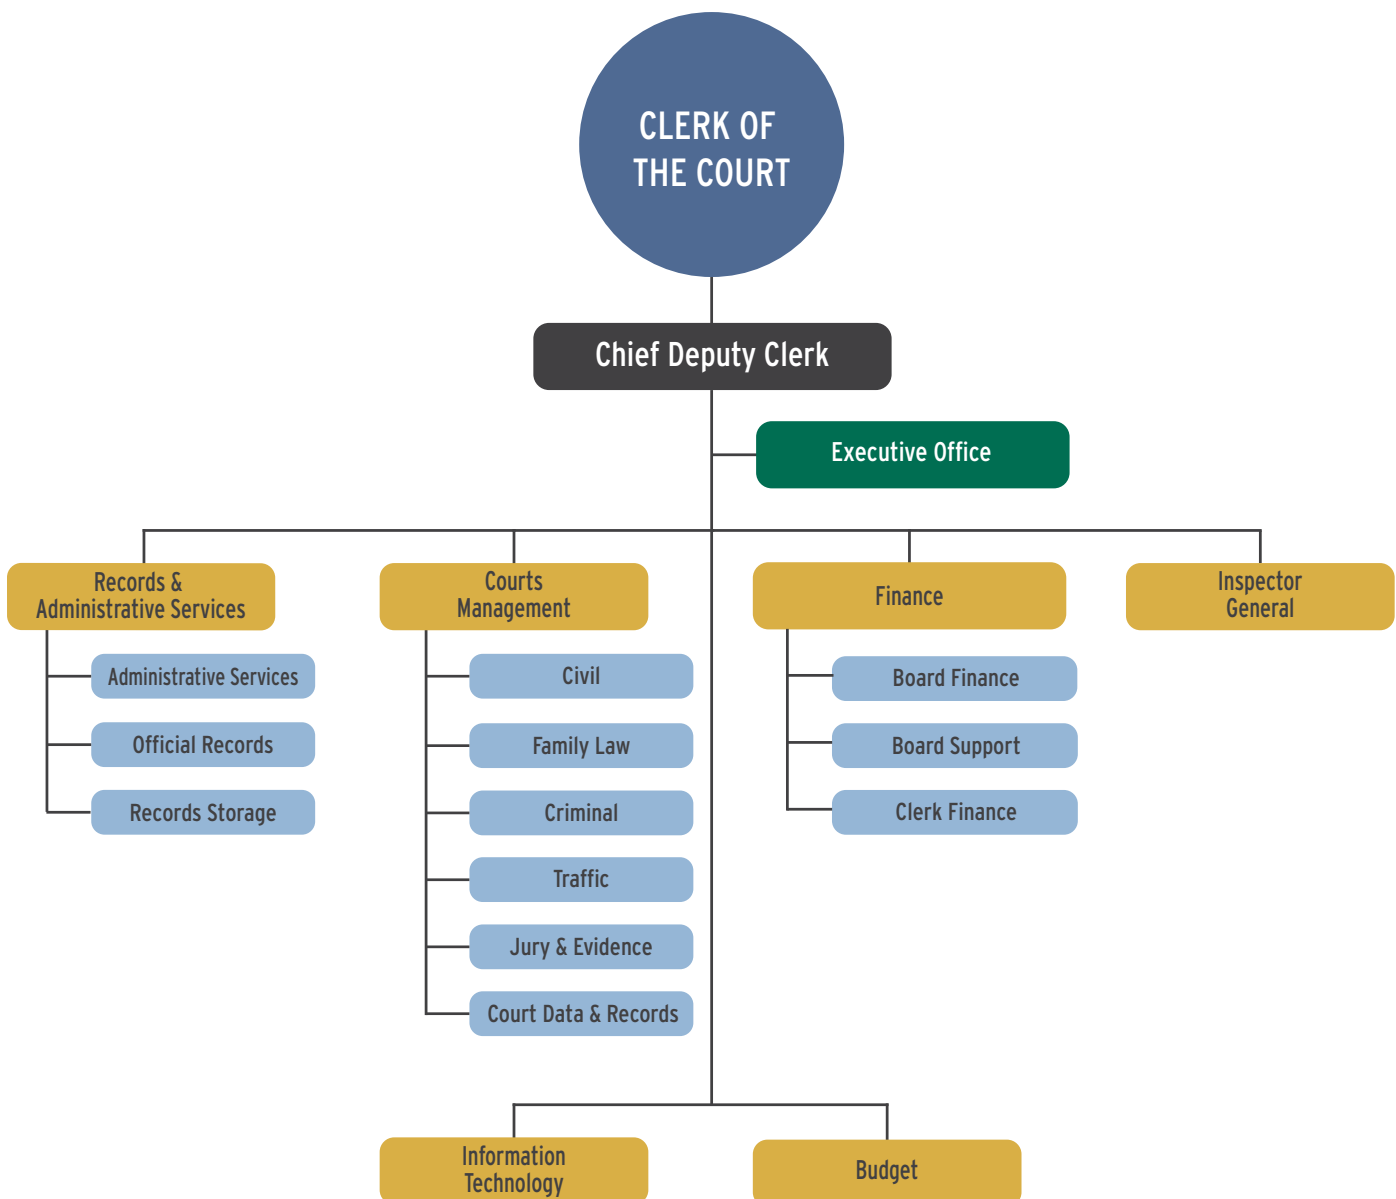 CLERK OF
THE COURT
Chief Deputy Clerk
Executive Office
Records &
Administrative Services
Administrative Services
Official Records
Records Storage
Courts
Management
Civil
Family Law
Criminal
Traffic
Jury & Evidence
Court Data & Records
Finance
Board Finance
Board Support
Clerk Finance
Inspector
General
Information
Technology
Budget